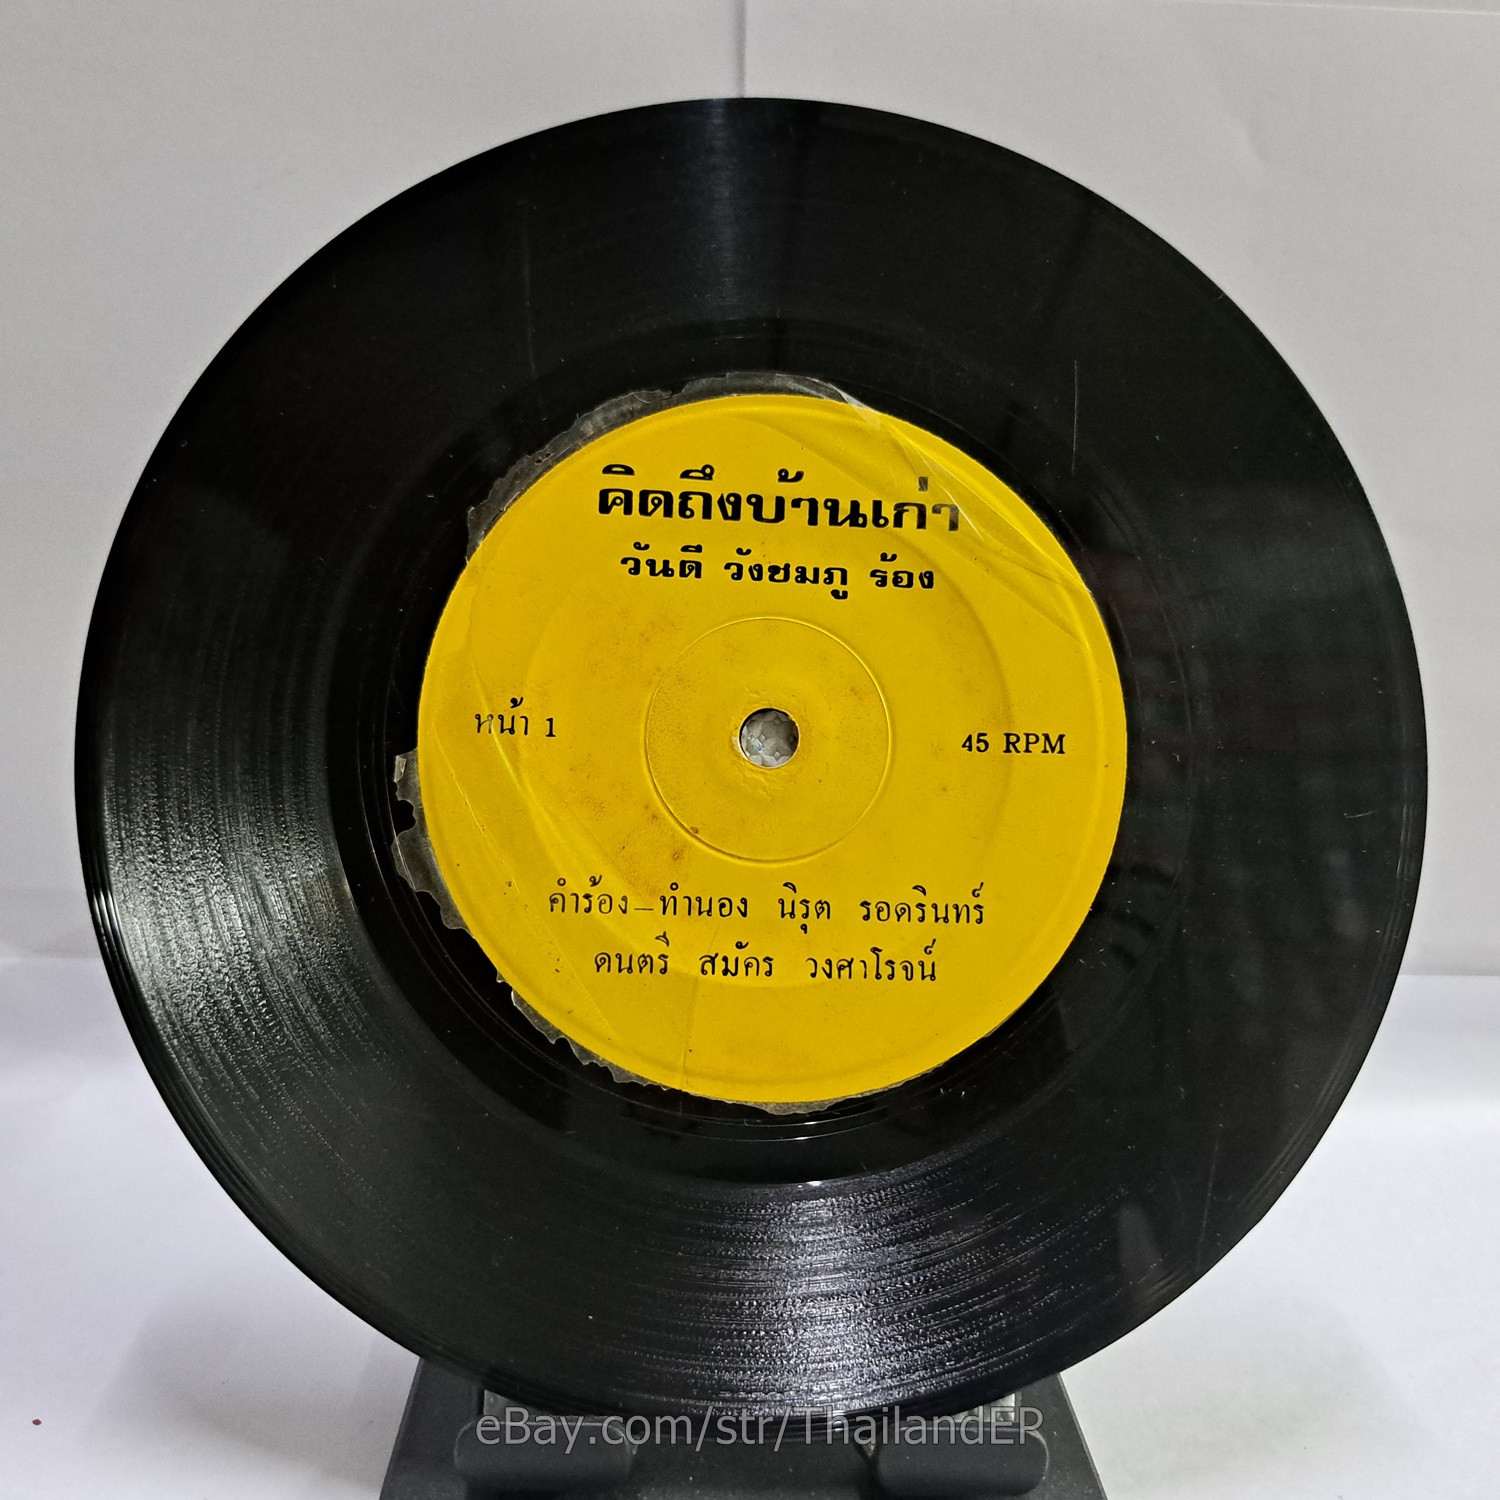 คิดถึงบ้านเก่า
วันดี วังชมภู ร้อง
หน้า 1
45 RPM
คำร้อง–ทำนอง นิรุต รอดรินทร์
ดนตรี สมัคร วงศาโรจน์
eBay.com/str/ThailandER